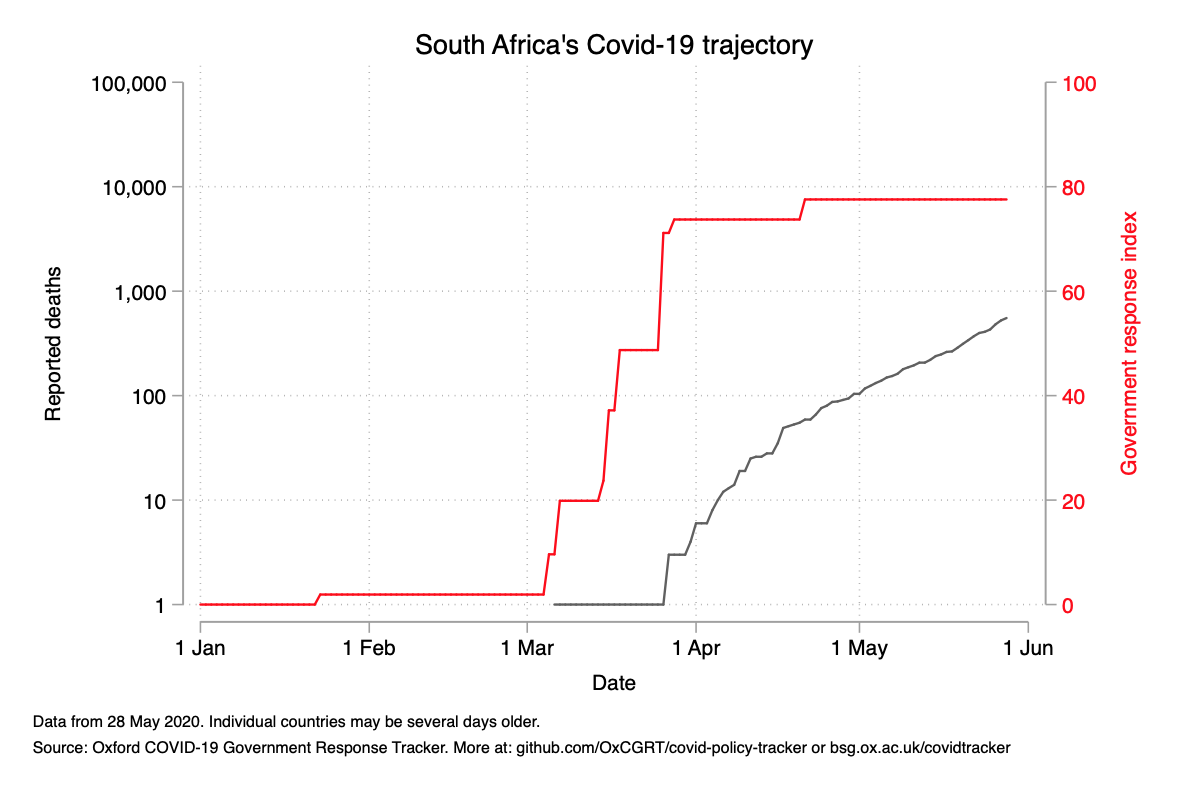 South Africa's Covid-19 trajectory
100,000
10,000
1,000
100
10
1
Reported deaths
100
80
60
40
20
0
Government response index
1 Jan
1 Feb
1 Mar
1 Apr
1 May
1 Jun
Date
Data from 28 May 2020. Individual countries may be several days older.
Source: Oxford COVID-19 Government Response Tracker. More at: github.com/OxCGRT/covid-policy-tracker or bsg.ox.ac.uk/covidtracker